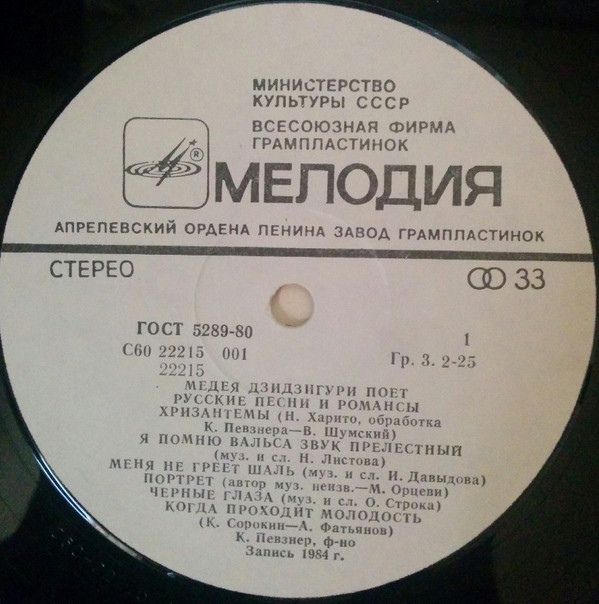 МИНИСТЕРСТВО
КУЛЬТУРЫ СССР
ВСЕСОЮЗНАЯ ФИРМА
ГРАМПЛАСТИНОК
®
МЕЛОДИЯ
АПРЕЛЕВСКИЙ ОРДЕНА ЛЕНИНА ЗАВОД ГРАМПЛАСТИНОК
СТЕРЕО 33
ГОСТ 5289-80 1
С60 22215 001 Гр. 3. 2-25
22215
МЕДЕЯ ДЗИДЗИГУРИ ПОЕТ
РУССКИЕ ПЕСНИ И РОМАНСЫ
ХРИЗАНТЕМЫ (Н. Харито, обработка
К. Певзнера—В. Шумский)
Я ПОМНЮ ВАЛЬСА ЗВУК ПРЕЛЕСТНЫЙ
(муз. и сл. Н. Листова)
МЕНЯ НЕ ГРЕЕТ ШАЛЬ (муз. и сл. И. Давыдова)
ПОРТРЕТ (автор муз. неизв.—М. Орцеви)
ЧЕРНЫЕ ГЛАЗА (муз. и сл. О. Строка)
КОГДА ПРОХОДИТ МОЛОДОСТЬ
(К. Сорокин—А. Фатьянов)
К. Певзнер, ф-но
Запись 1984 г.